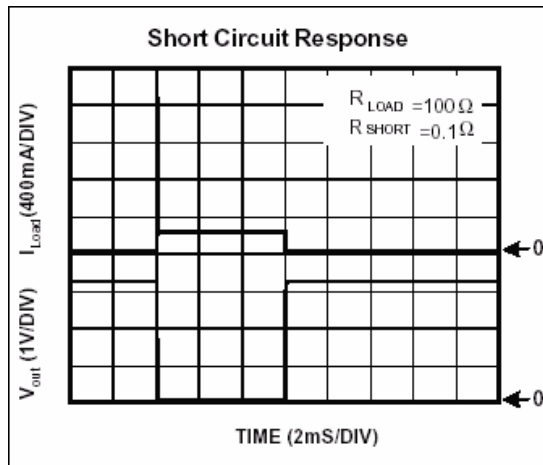 Short Circuit Response
R LOAD =100Ω
R SHORT =0.1Ω
I Load (400mA/DIV)
0
V out (1V/DIV)
0
TIME (2mS/DIV)